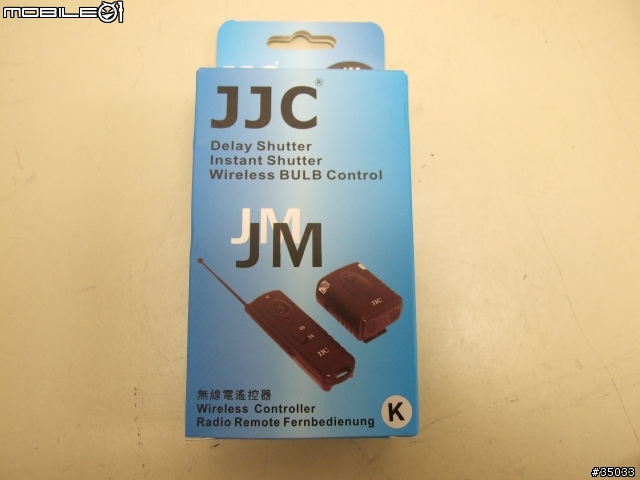 MOBILE01
JM
JJC®
Delay Shutter
Instant Shutter
Wireless BULB Control
JM
JM
JJC
JJC
無線電遙控器
Wireless Controller
Radio Remote Fernbedienung
K
#35033